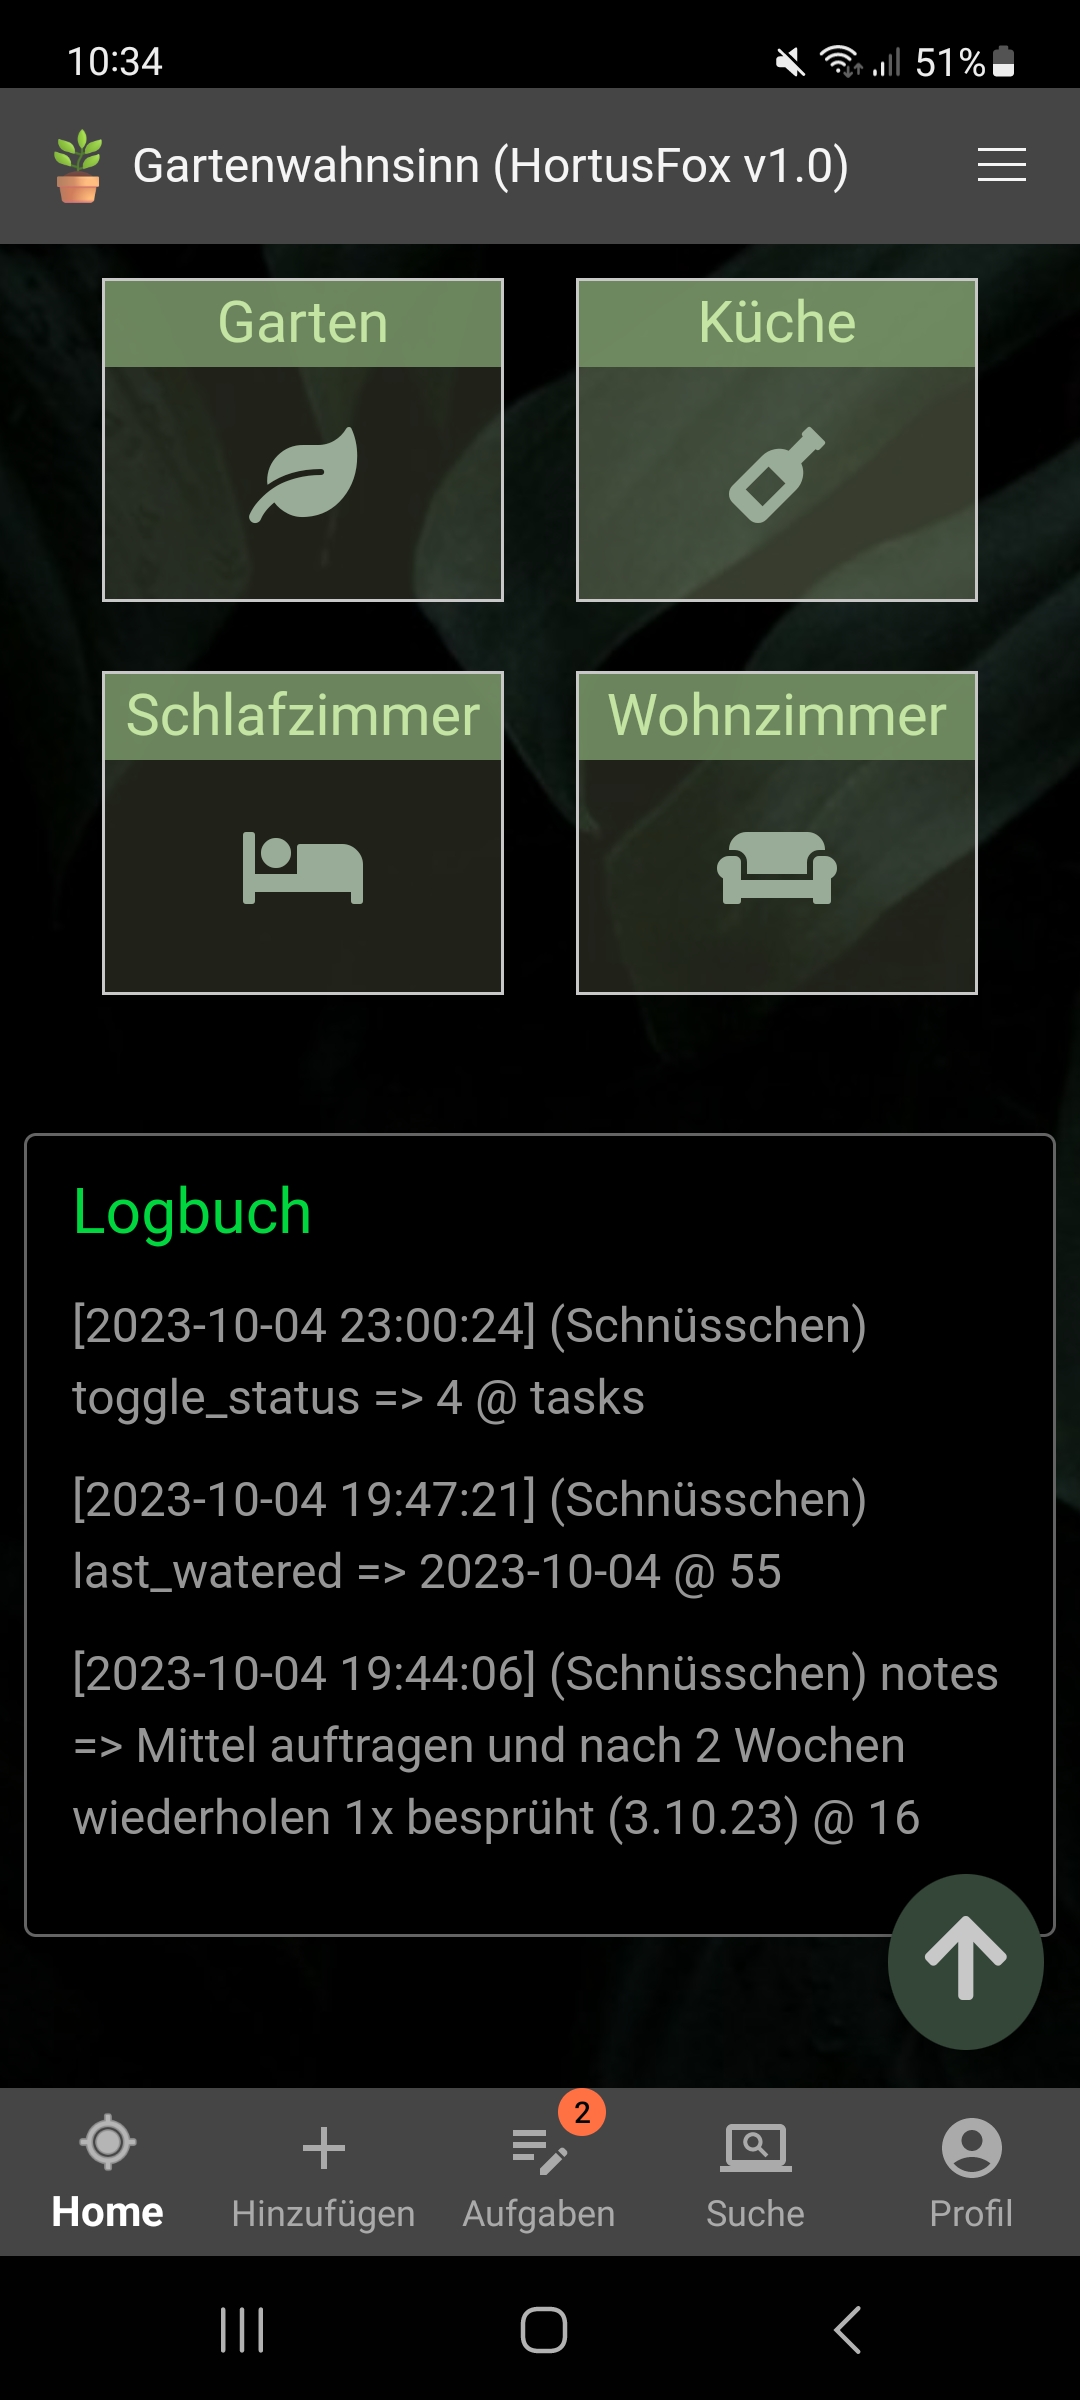 10:34
51%
Gartenwahnsinn (HortusFox v1.0)
Garten
Küche
Schlafzimmer
Wohnzimmer
Logbuch
[2023-10-04 23:00:24] (Schnüsschen)
toggle_status => 4 @ tasks
[2023-10-04 19:47:21] (Schnüsschen)
last_watered => 2023-10-04 @ 55
[2023-10-04 19:44:06] (Schnüsschen) notes
=> Mittel auftragen und nach 2 Wochen
wiederholen 1x besprüht (3.10.23) @ 16
2
Home
Hinzufügen
Aufgaben
Suche
Profil